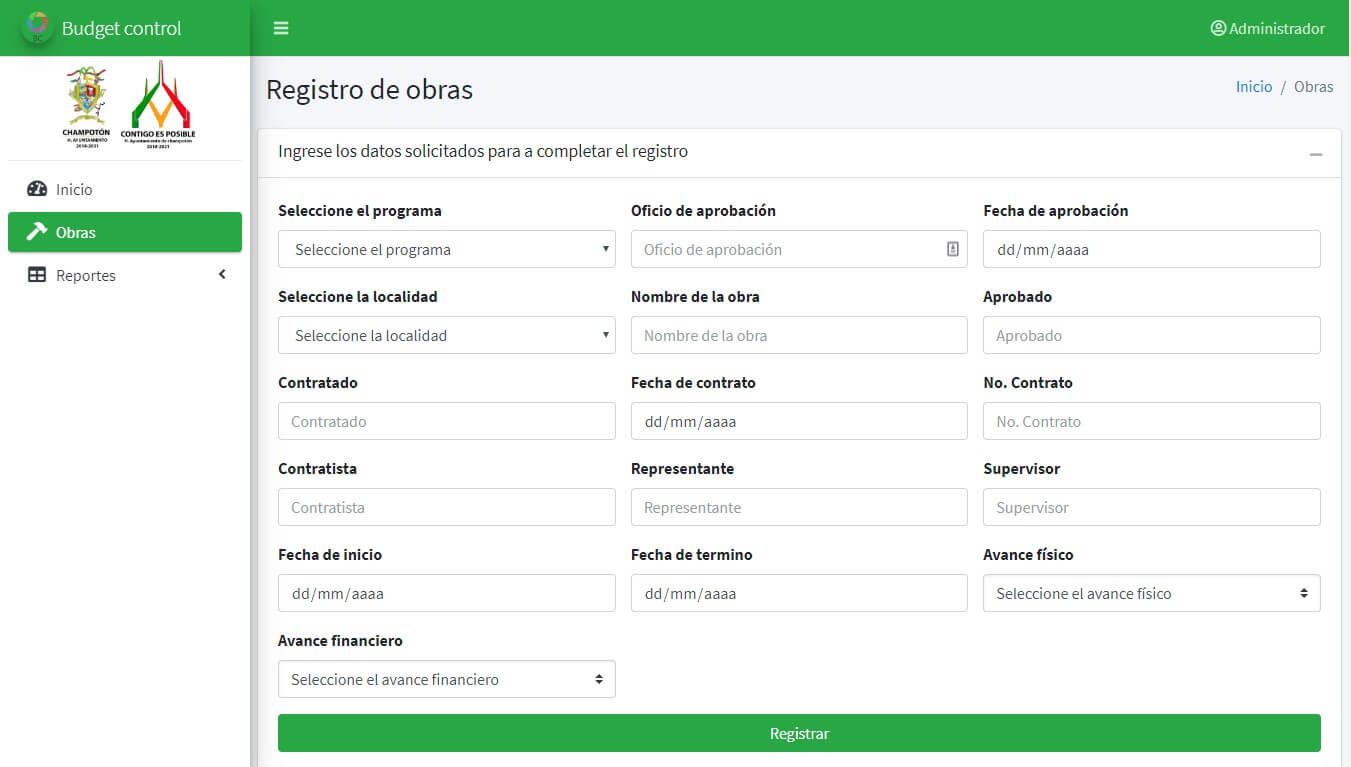 BC
Budget control
Administrador
CHAMPOTÓN
H. AYUNTAMIENTO
2018-2021
CONTIGO ES POSIBLE
H. Ayuntamiento de champotón
2018-2021
Inicio
Obras
Reportes
Registro de obras
Inicio / Obras
Ingrese los datos solicitados para a completar el registro
Seleccione el programa Oficio de aprobación Fecha de aprobación
Seleccione el programa Oficio de aprobación dd/mm/aaaa
Seleccione la localidad Nombre de la obra Aprobado
Seleccione la localidad Nombre de la obra Aprobado
Contratado Fecha de contrato No. Contrato
Contratado dd/mm/aaaa No. Contrato
Contratista Representante Supervisor
Contratista Representante Supervisor
Fecha de inicio Fecha de termino Avance físico
dd/mm/aaaa dd/mm/aaaa Seleccione el avance físico
Avance financiero
Seleccione el avance financiero
Registrar